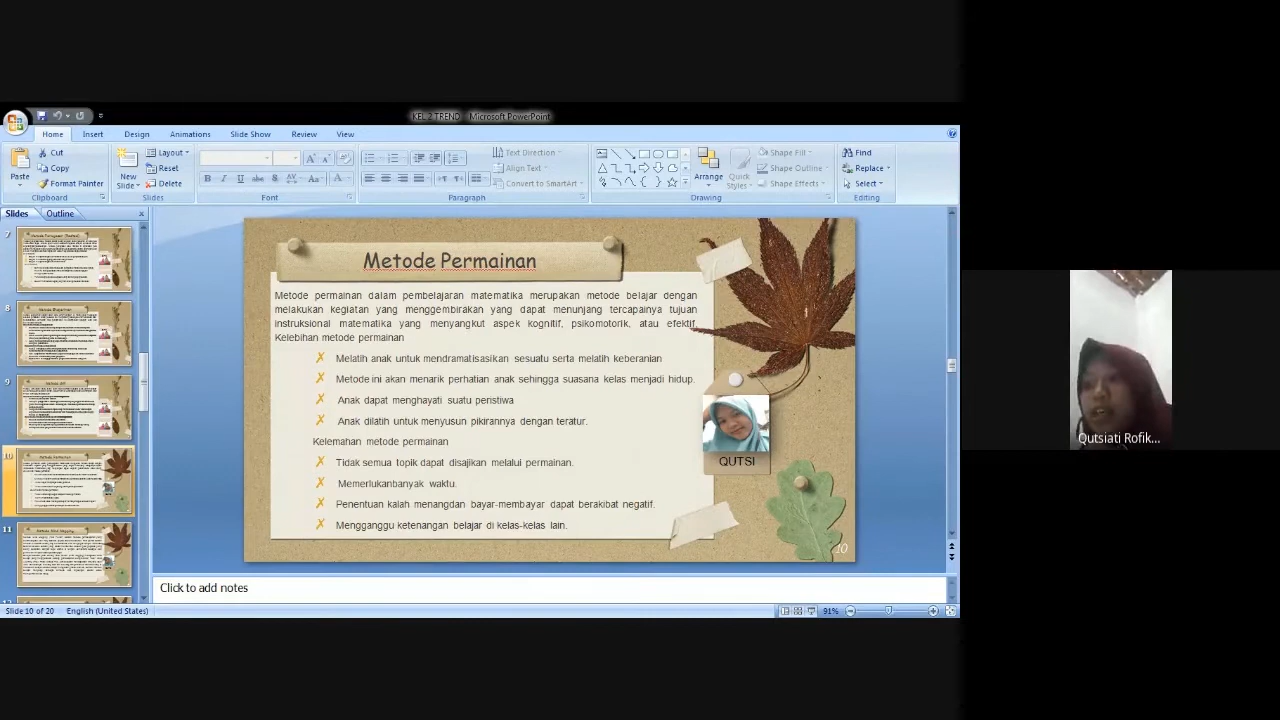 KEL 2 TREND - Microsoft PowerPoint
Home Insert Design Animations Slide Show Review View
Paste
Cut
Copy
Format Painter
Clipboard
New Slide
Layout
Reset
Delete
Slides
Font
Text Direction
Align Text
Convert to SmartArt
Paragraph
Arrange
Quick Styles
Shape Fill
Shape Outline
Shape Effects
Drawing
Find
Replace
Select
Editing
Slides Outline
7
8
9
10
11
Metode Permainan
Metode permainan dalam pembelajaran matematika merupakan metode belajar dengan
melakukan kegiatan yang menggembirakan yang dapat menunjang tercapainya tujuan
instruksional matematika yang menyangkut aspek kognitif, psikomotorik, atau efektif.
Kelebihan metode permainan
Melatih anak untuk mendramatisasikan sesuatu serta melatih keberanian
✗ Metode ini akan menarik perhatian anak sehingga suasana kelas menjadi hidup.
✗ Anak dapat menghayati suatu peristiwa
✗ Anak dilatih untuk menyusun pikirannya dengan teratur.
Kelemahan metode permainan
✗ Tidak semua topik dapat disajikan melalui permainan.
✗ Memerlukanbanyak waktu.
✗ Penentuan kalah menangdan bayar-membayar dapat berakibat negatif.
✗ Mengganggu ketenangan belajar di kelas-kelas lain.
QUTSI
10
Qutsiati Rofik...
Click to add notes
Slide 10 of 20 English (United States) 91%